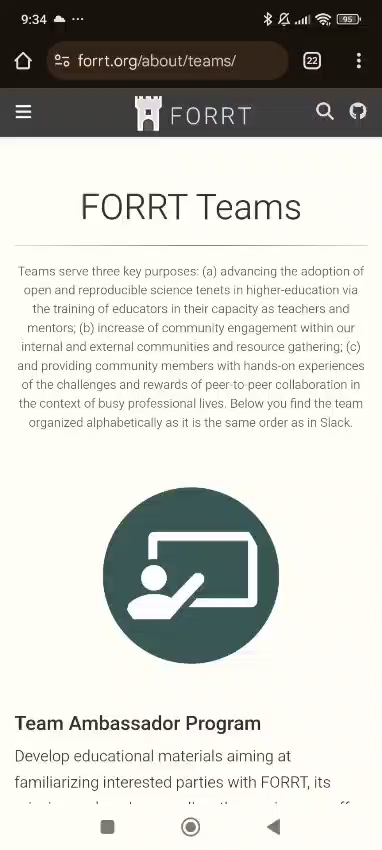 9:34
95
forrt.org/about/teams/
22
FORRT
FORRT Teams
Teams serve three key purposes: (a) advancing the adoption of
open and reproducible science tenets in higher-education via
the training of educators in their capacity as teachers and
mentors; (b) increase of community engagement within our
internal and external communities and resource gathering; (c)
and providing community members with hands-on experiences
of the challenges and rewards of peer-to-peer collaboration in
the context of busy professional lives. Below you find the team
organized alphabetically as it is the same order as in Slack.
Team Ambassador Program
Develop educational materials aiming at
familiarizing interested parties with FORRT, its